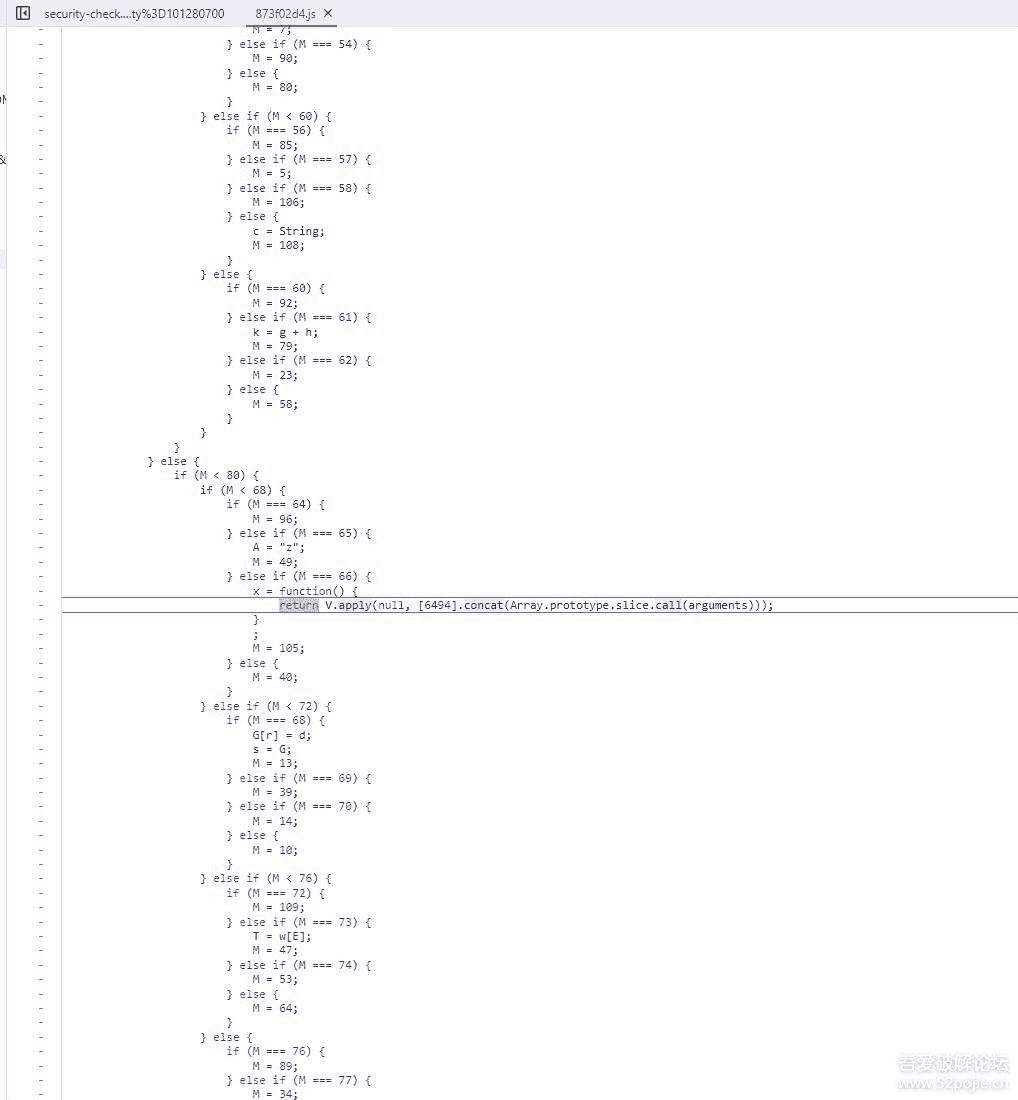 security-check....ty%3D101280700 873f02d4.js ×
M = 7;
} else if (M === 54) {
M = 90;
} else {
M = 80;
}
} else if (M < 60) {
if (M === 56) {
M = 85;
} else if (M === 57) {
M = 5;
} else if (M === 58) {
M = 106;
} else {
c = String;
M = 108;
}
} else {
if (M === 60) {
M = 92;
} else if (M === 61) {
k = g + h;
M = 79;
} else if (M === 62) {
M = 23;
} else {
M = 58;
}
}
}
} else {
if (M < 80) {
if (M < 68) {
if (M === 64) {
M = 96;
} else if (M === 65) {
A = "z";
M = 49;
} else if (M === 66) {
x = function() {
return V.apply(null, [6494].concat(Array.prototype.slice.call(arguments)));
}
;
M = 105;
} else {
M = 40;
}
} else if (M < 72) {
if (M === 68) {
G[r] = d;
s = G;
M = 13;
} else if (M === 69) {
M = 39;
} else if (M === 70) {
M = 14;
} else {
M = 10;
}
} else if (M < 76) {
if (M === 72) {
M = 109;
} else if (M === 73) {
T = w[E];
M = 47;
} else if (M === 74) {
M = 53;
} else {
M = 64;
}
} else {
if (M === 76) {
M = 89;
} else if (M === 77) {
M = 34;
吾爱破解论坛
www.52pojie.cn